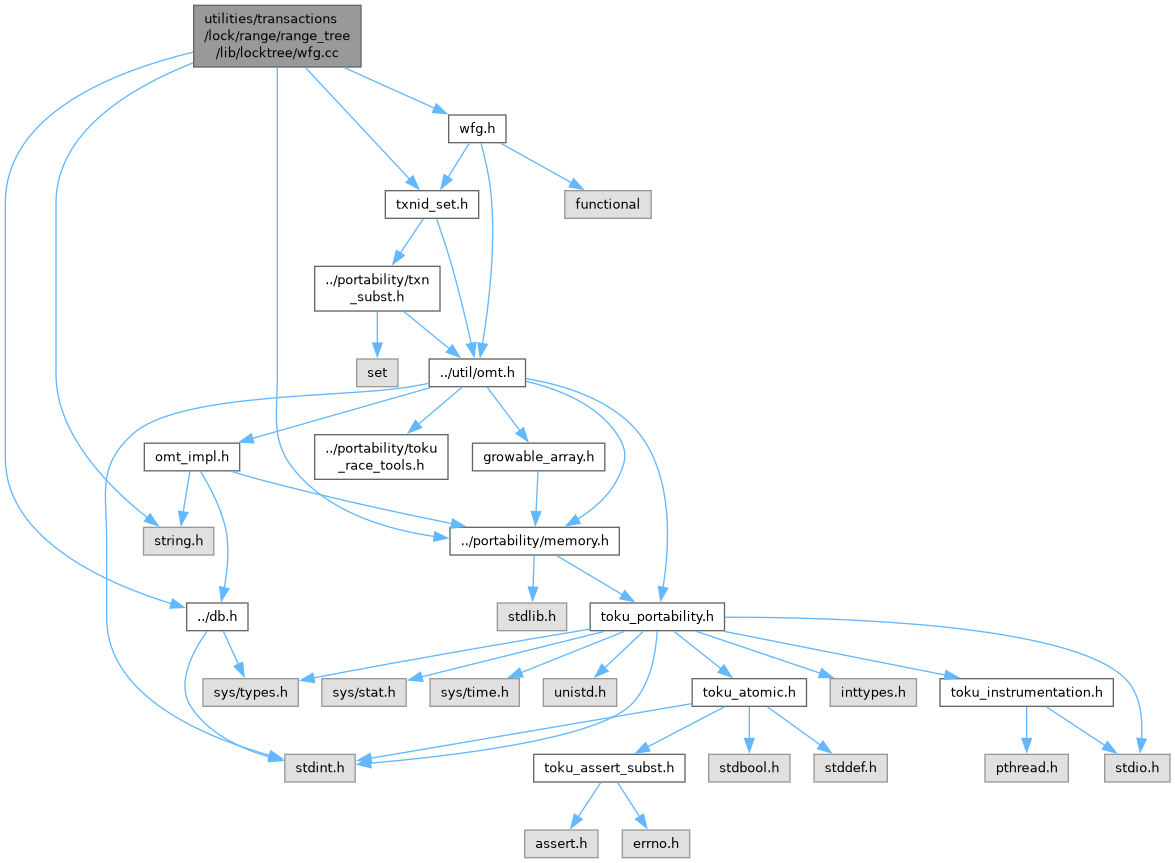 utilities/transactions
/lock/range/range_tree
/lib/locktree/wfg.cc
wfg.h
txnid_set.h
functional
../portability/txn
_subst.h
set
../util/omt.h
omt_impl.h
../portability/toku
_race_tools.h
growable_array.h
string.h
../portability/memory.h
../db.h
stdlib.h
toku_portability.h
sys/types.h
sys/stat.h
sys/time.h
unistd.h
toku_atomic.h
inttypes.h
toku_instrumentation.h
stdint.h
toku_assert_subst.h
stdbool.h
stddef.h
pthread.h
stdio.h
assert.h
errno.h